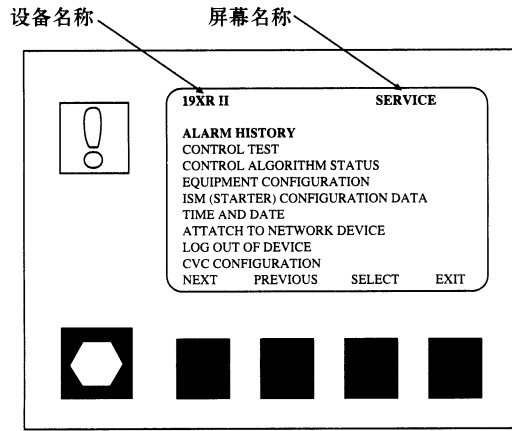 设备名称 屏幕名称
19XR II SERVICE
ALARM HISTORY
CONTROL TEST
CONTROL ALGORITHM STATUS
EQUIPMENT CONFIGURATION
ISM (STARTER) CONFIGURATION DATA
TIME AND DATE
ATTATCH TO NETWORK DEVICE
LOG OUT OF DEVICE
CVC CONFIGURATION
NEXT PREVIOUS SELECT EXIT